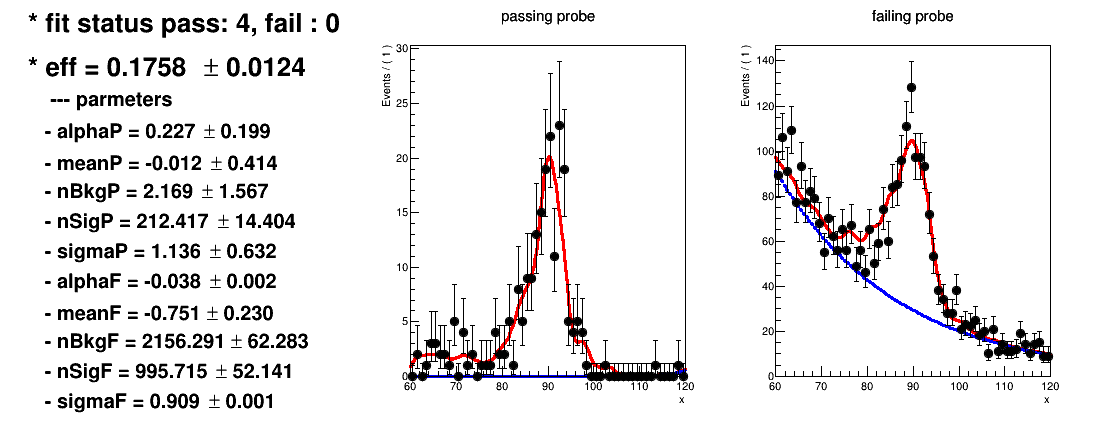 * fit status pass: 4, fail : 0
* eff = 0.1758 ± 0.0124
--- parmeters
- alphaP = 0.227 ± 0.199
- meanP = -0.012 ± 0.414
- nBkgP = 2.169 ± 1.567
- nSigP = 212.417 ± 14.404
- sigmaP = 1.136 ± 0.632
- alphaF = -0.038 ± 0.002
- meanF = -0.751 ± 0.230
- nBkgF = 2156.291 ± 62.283
- nSigF = 995.715 ± 52.141
- sigmaF = 0.909 ± 0.001
passing probe
Events / ( 1 )
30
25
20
15
10
5
0
60 70 80 90 100 110 120
x
failing probe
Events / ( 1 )
140
120
100
80
60
40
20
0
60 70 80 90 100 110 120
x